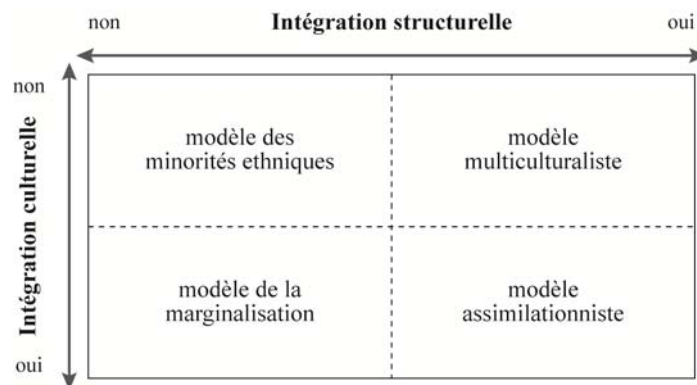 non Intégration structurelle oui
non
Intégration culturelle
oui
modèle des
minorités ethniques
modèle
multiculturaliste
modèle de la
marginalisation
modèle
assimilationniste